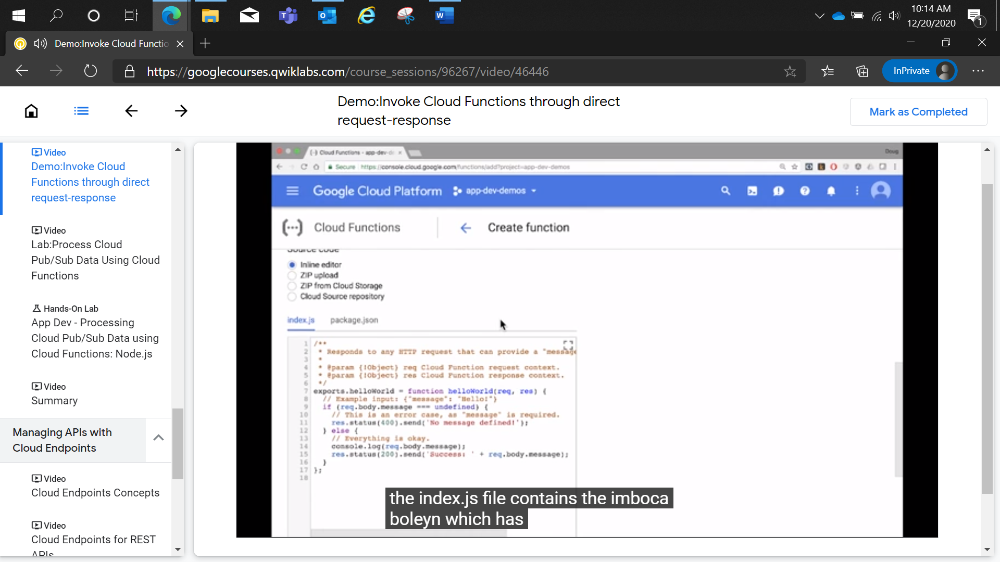 10:14 AM
12/20/2020
1
Demo:Invoke Cloud Functio
https://googlecourses.qwiklabs.com/course_sessions/96267/video/46446
InPrivate
Demo:Invoke Cloud Functions through direct
request-response
Mark as Completed
Video
Demo:Invoke Cloud
Functions through direct
request-response
Video
Lab:Process Cloud
Pub/Sub Data Using Cloud
Functions
Hands-On Lab
App Dev - Processing
Cloud Pub/Sub Data using
Cloud Functions: Node.js
Video
Summary
Managing APIs with
Cloud Endpoints
Video
Cloud Endpoints Concepts
Video
Cloud Endpoints for REST
APIs
Cloud Functions - app-dev-de
Doug
Secure https://console.cloud.google.com/functions/add?project=app-dev-demos
Google Cloud Platform app-dev-demos
Cloud Functions
Create function
Source code
Inline editor
ZIP upload
ZIP from Cloud Storage
Cloud Source repository
index.js package.json
1 /**
2 * Responds to any HTTP request that can provide a "message
3 *
4 * @param {!Object} req Cloud Function request context.
5 * @param {!Object} res Cloud Function response context.
6 */
7 exports.helloWorld = function helloWorld(req, res) {
8 // Example input: {"message": "Hello!"}
9 if (req.body.message === undefined) {
10 // This is an error case, as "message" is required.
11 res.status(400).send('No message defined!');
12 } else {
13 // Everything is okay.
14 console.log(req.body.message);
15 res.status(200).send('Success: ' + req.body.message);
16 }
17 };
18
the index.js file contains the imboca
boleyn which has